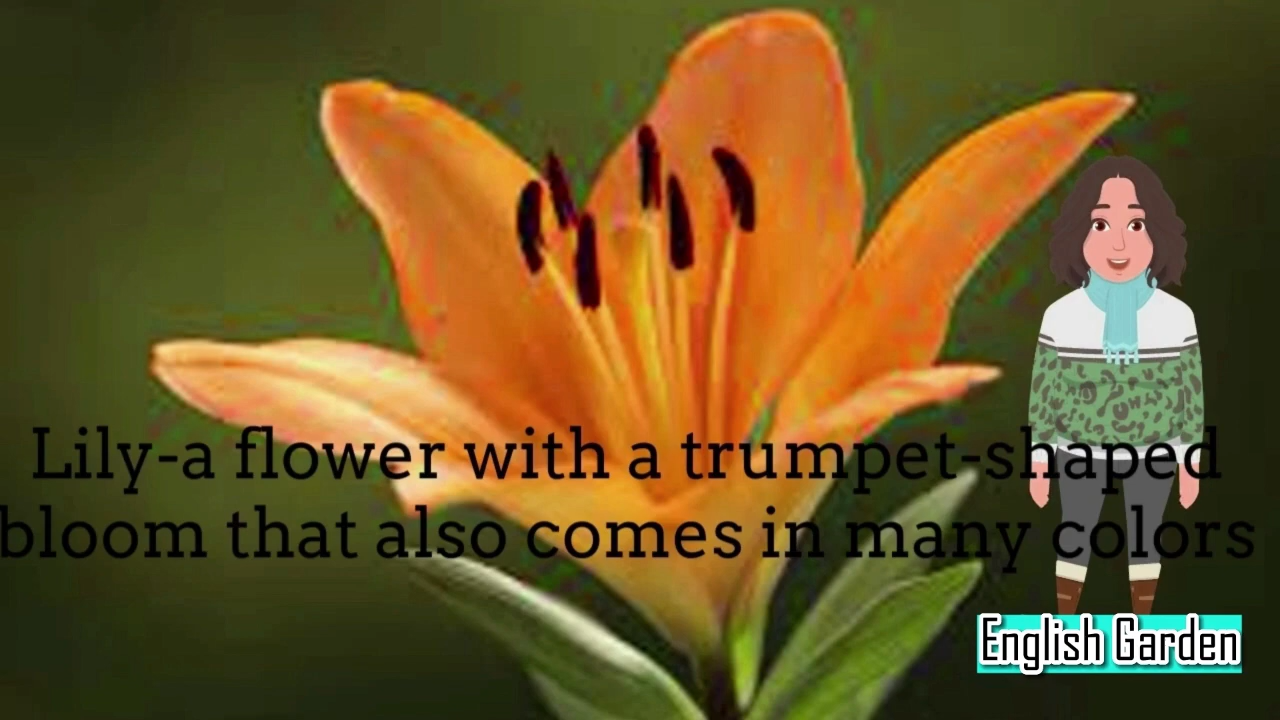 Lily-a flower with a trumpet-shaped
bloom that also comes in many colors
English Garden